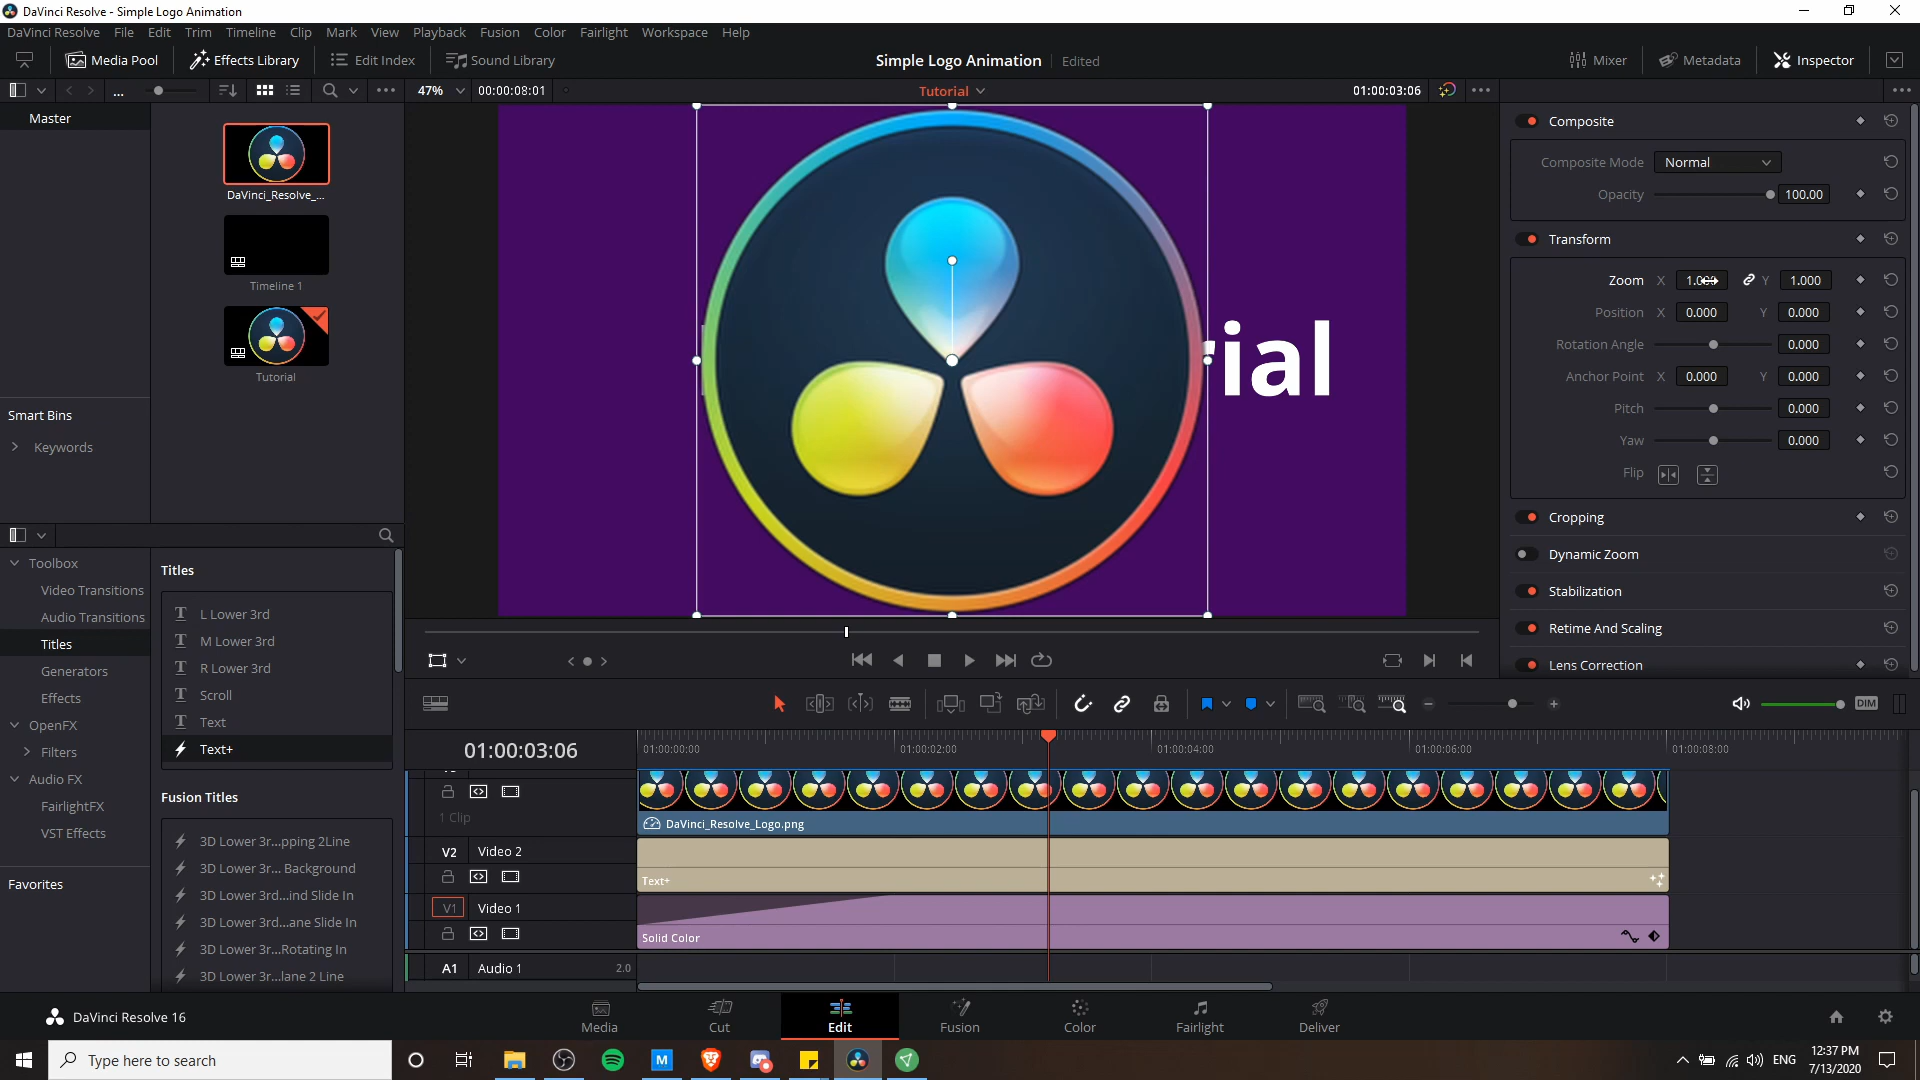 DaVinci Resolve - Simple Logo Animation
DaVinci Resolve File Edit Trim Timeline Clip Mark View Playback Fusion Color Fairlight Workspace Help
Media Pool Effects Library Edit Index Sound Library Simple Logo Animation Edited Mixer Metadata Inspector
... 47% 00:00:08:01 Tutorial 01:00:03:06
Master
DaVinci_Resolve_...
Timeline 1
Tutorial
Smart Bins
Keywords
rial
Composite
Composite Mode Normal
Opacity 100.00
Transform
Zoom X Y 1.000
Position X 0.000 Y 0.000
Rotation Angle 0.000
Anchor Point X 0.000 Y 0.000
Pitch 0.000
Yaw 0.000
Flip
Cropping
Dynamic Zoom
Stabilization
Retime And Scaling
Lens Correction
Toolbox
Video Transitions
Audio Transitions
Titles
Generators
Effects
OpenFX
Filters
Audio FX
FairlightFX
VST Effects
Favorites
Titles
L Lower 3rd
M Lower 3rd
R Lower 3rd
Scroll
Text
Text+
Fusion Titles
3D Lower 3r...pping 2Line
3D Lower 3r... Background
3D Lower 3rd...ind Slide In
3D Lower 3rd...ane Slide In
3D Lower 3r...Rotating In
3D Lower 3r...lane 2 Line
DIM
01:00:03:06 01:00:00:00 01:00:02:00 01:00:04:00 01:00:06:00 01:00:08:00
1 Clip
DaVinci_Resolve_Logo.png
V2 Video 2
Text+
V1 Video 1
Solid Color
A1 Audio 1 2.0
DaVinci Resolve 16
Media Cut Edit Fusion Color Fairlight Deliver
Type here to search
M
ENG
12:37 PM
7/13/2020